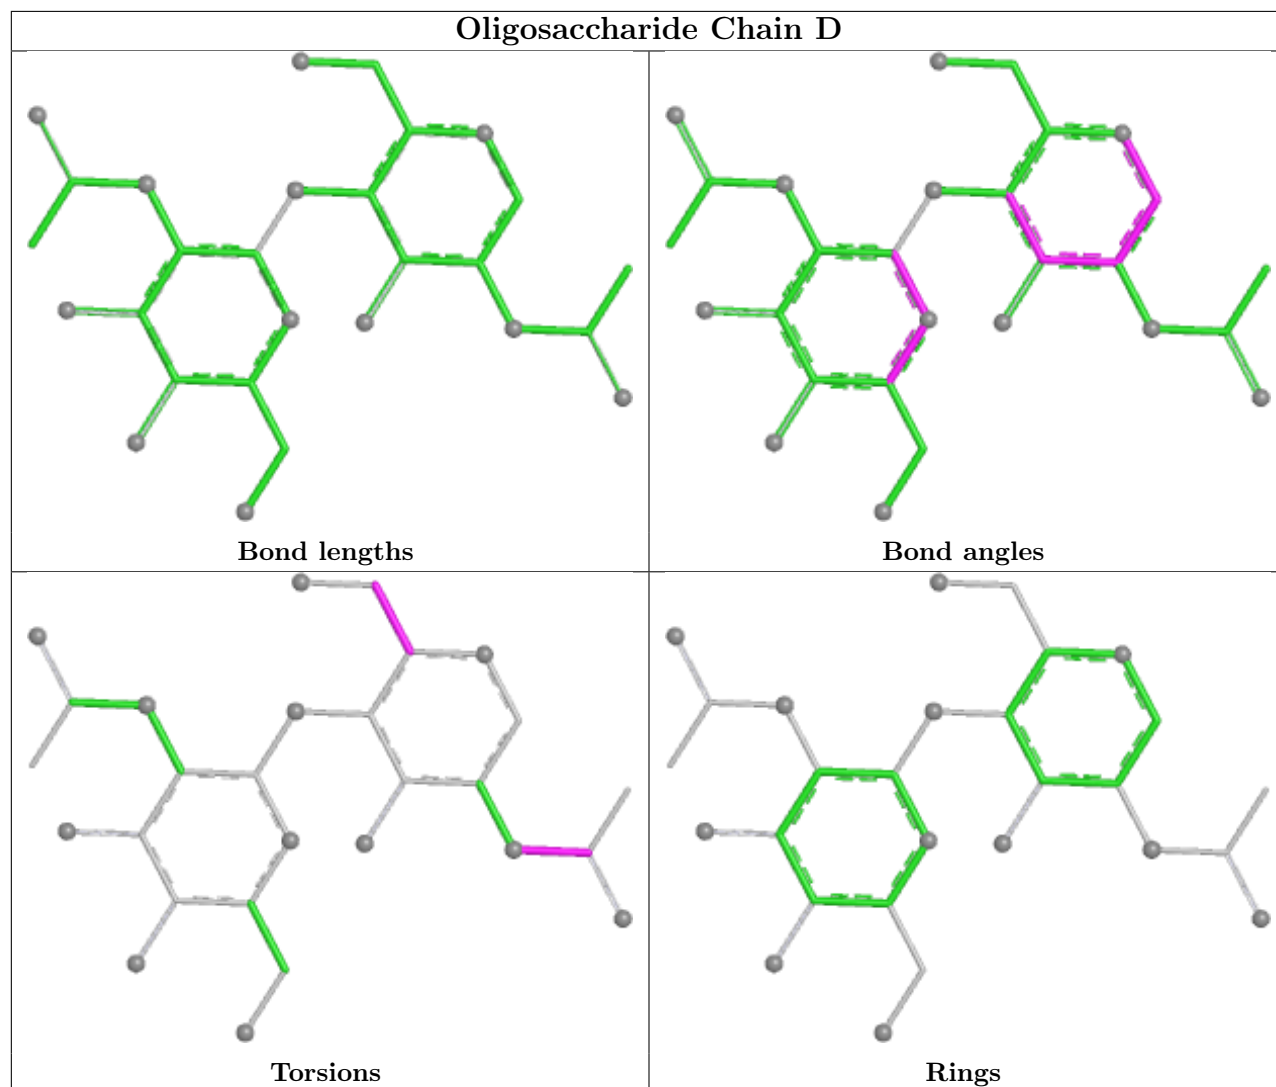 Oligosaccharide Chain D
Bond lengths
Bond angles
Torsions
Rings